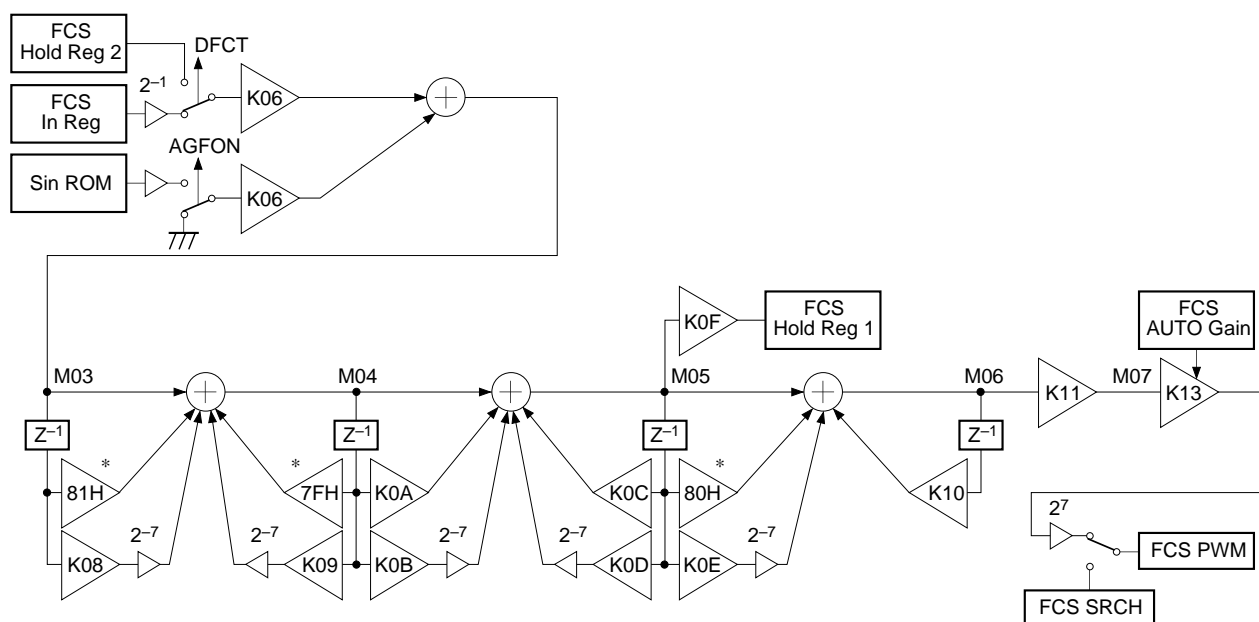 FCS
Hold Reg 2
DFCT
2–1
K06
FCS
In Reg
AGFON
Sin ROM
K06
K0F
FCS
Hold Reg 1
FCS
AUTO Gain
M03
M04
M05
M06
K11
M07
K13
Z–1
Z–1
Z–1
Z–1
81H
*
*
7FH
K0A
K0C
80H
*
K10
K08
2–7
2–7
K09
K0B
2–7
2–7
K0D
K0E
2–7
27
FCS PWM
FCS SRCH